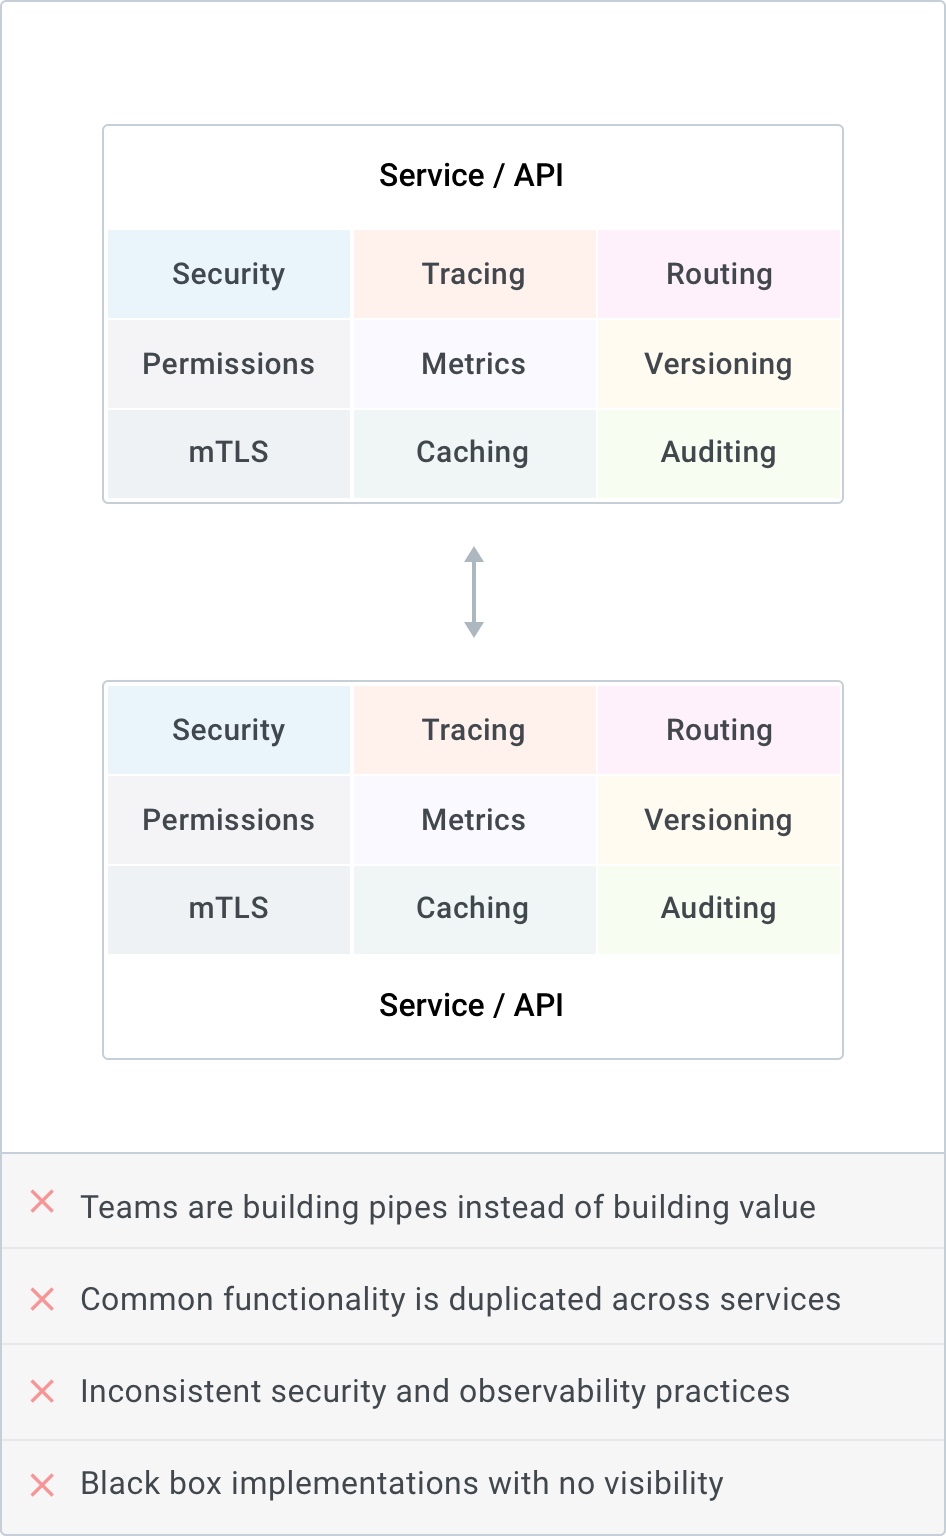 Service / API
Security Tracing Routing
Permissions Metrics Versioning
mTLS Caching Auditing
Security Tracing Routing
Permissions Metrics Versioning
mTLS Caching Auditing
Service / API
Teams are building pipes instead of building value
Common functionality is duplicated across services
Inconsistent security and observability practices
Black box implementations with no visibility